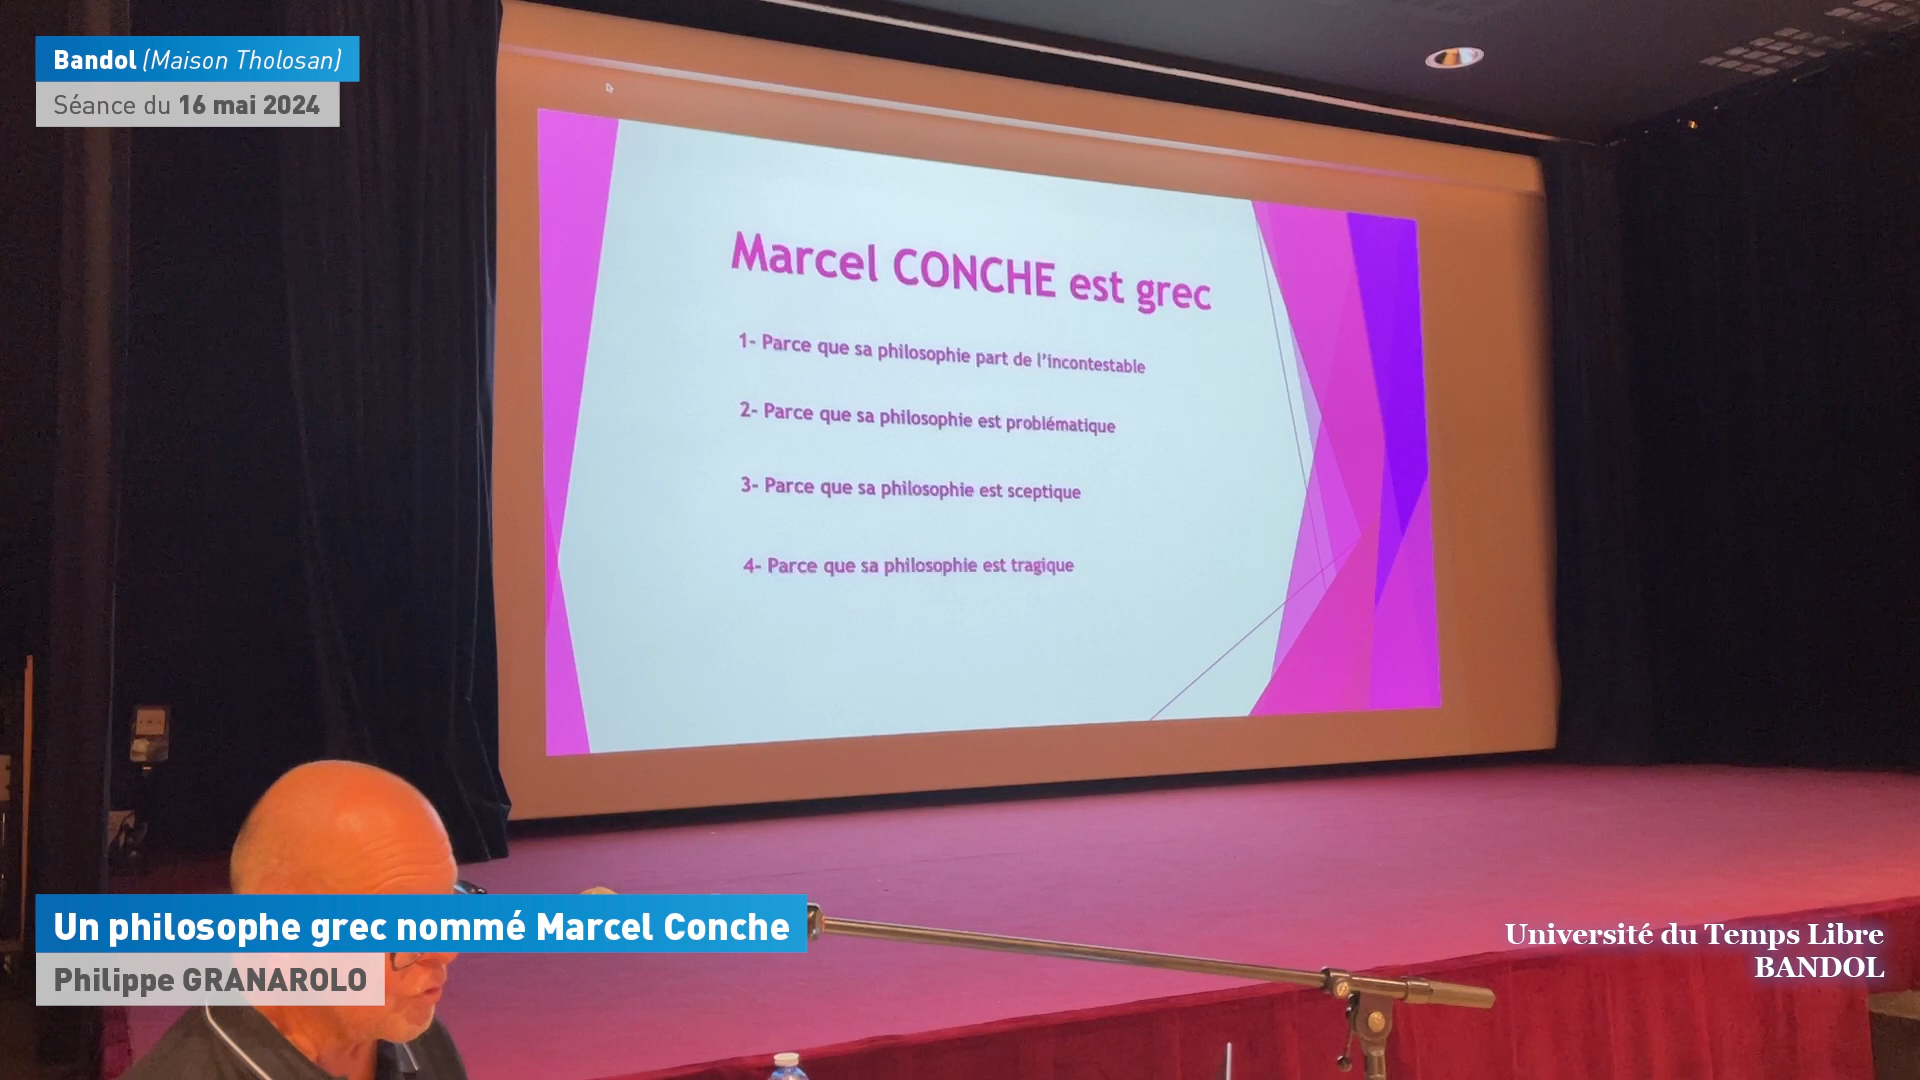 Bandol (Maison Tholosan)
Séance du 16 mai 2024
Marcel CONCHE est grec
1- Parce que sa philosophie part de l'incontestable
2- Parce que sa philosophie est problématique
3- Parce que sa philosophie est sceptique
4- Parce que sa philosophie est tragique
Un philosophe grec nommé Marcel Conche
Philippe GRANAROLO
Université du Temps Libre
BANDOL